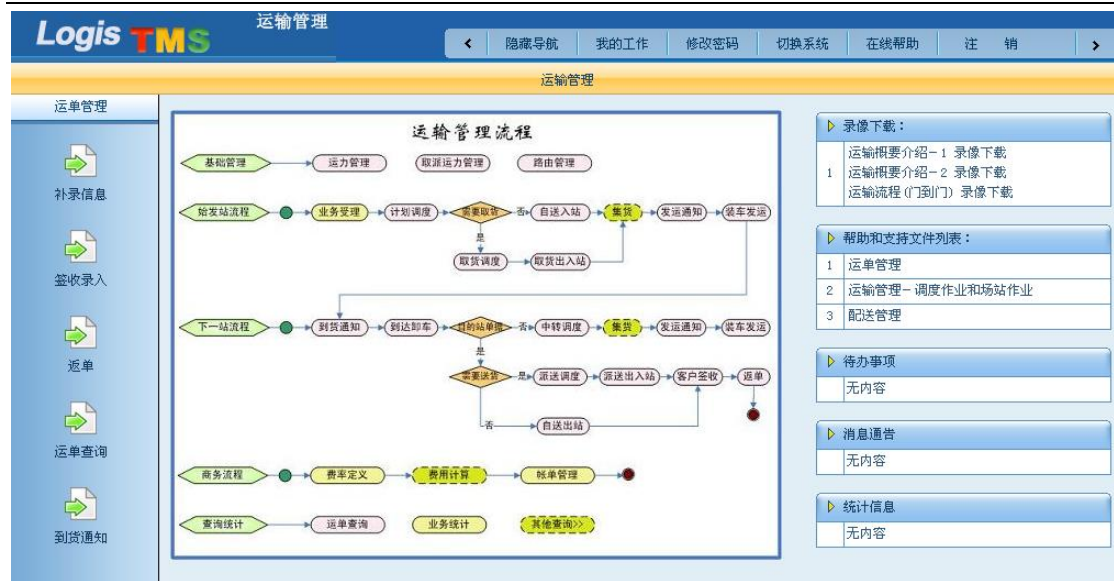 Logis TMS
运输管理
隐藏导航 我的工作 修改密码 切换系统 在线帮助 注 销
运输管理
运单管理
补录信息
签收录入
返单
运单查询
到货通知
运输管理流程
基础管理 运力管理 取派运力管理 路由管理
始发站流程 业务受理 计划调度 需要取货 否 自送入站 集货 发运通知 装车发运
是
取货调度 取货出入站
下一站流程 到货通知 到达卸车 目的站单据 否 中转调度 集货 发运通知 装车发运
是
需要送货 是 派送调度 派送出入站 客户签收 返单
否 自送出站
商务流程 费率定义 费用计算 帐单管理
查询统计 运单查询 业务统计 其他查询>>
录像下载：
1 运输概要介绍-1 录像下载
运输概要介绍-2 录像下载
运输流程(门到门) 录像下载
帮助和支持文件列表：
1 运单管理
2 运输管理-调度作业和场站作业
3 配送管理
待办事项
无内容
消息通告
无内容
统计信息
无内容